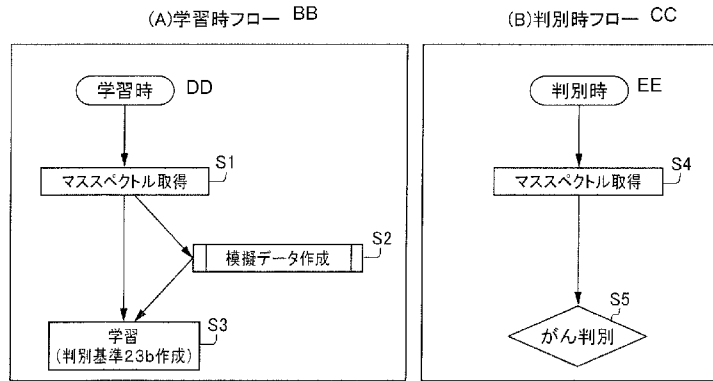 (A)学習時フロー BB
学習時 DD
S1
マススペクトル取得
S2
模擬データ作成
S3
学習
(判別基準23b作成)
(B)判別時フロー CC
判別時 EE
S4
マススペクトル取得
S5
がん判別